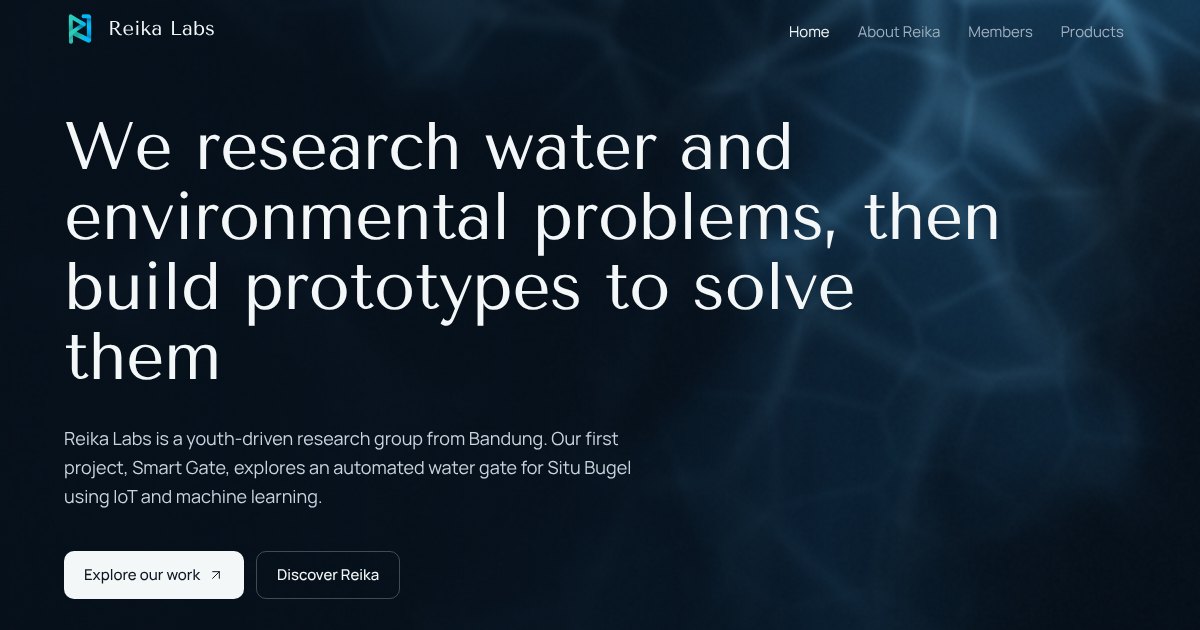 Reika Labs
Home About Reika Members Products
We research water and
environmental problems, then
build prototypes to solve
them
Reika Labs is a youth-driven research group from Bandung. Our first
project, Smart Gate, explores an automated water gate for Situ Bugel
using IoT and machine learning.
Explore our work ↗ Discover Reika